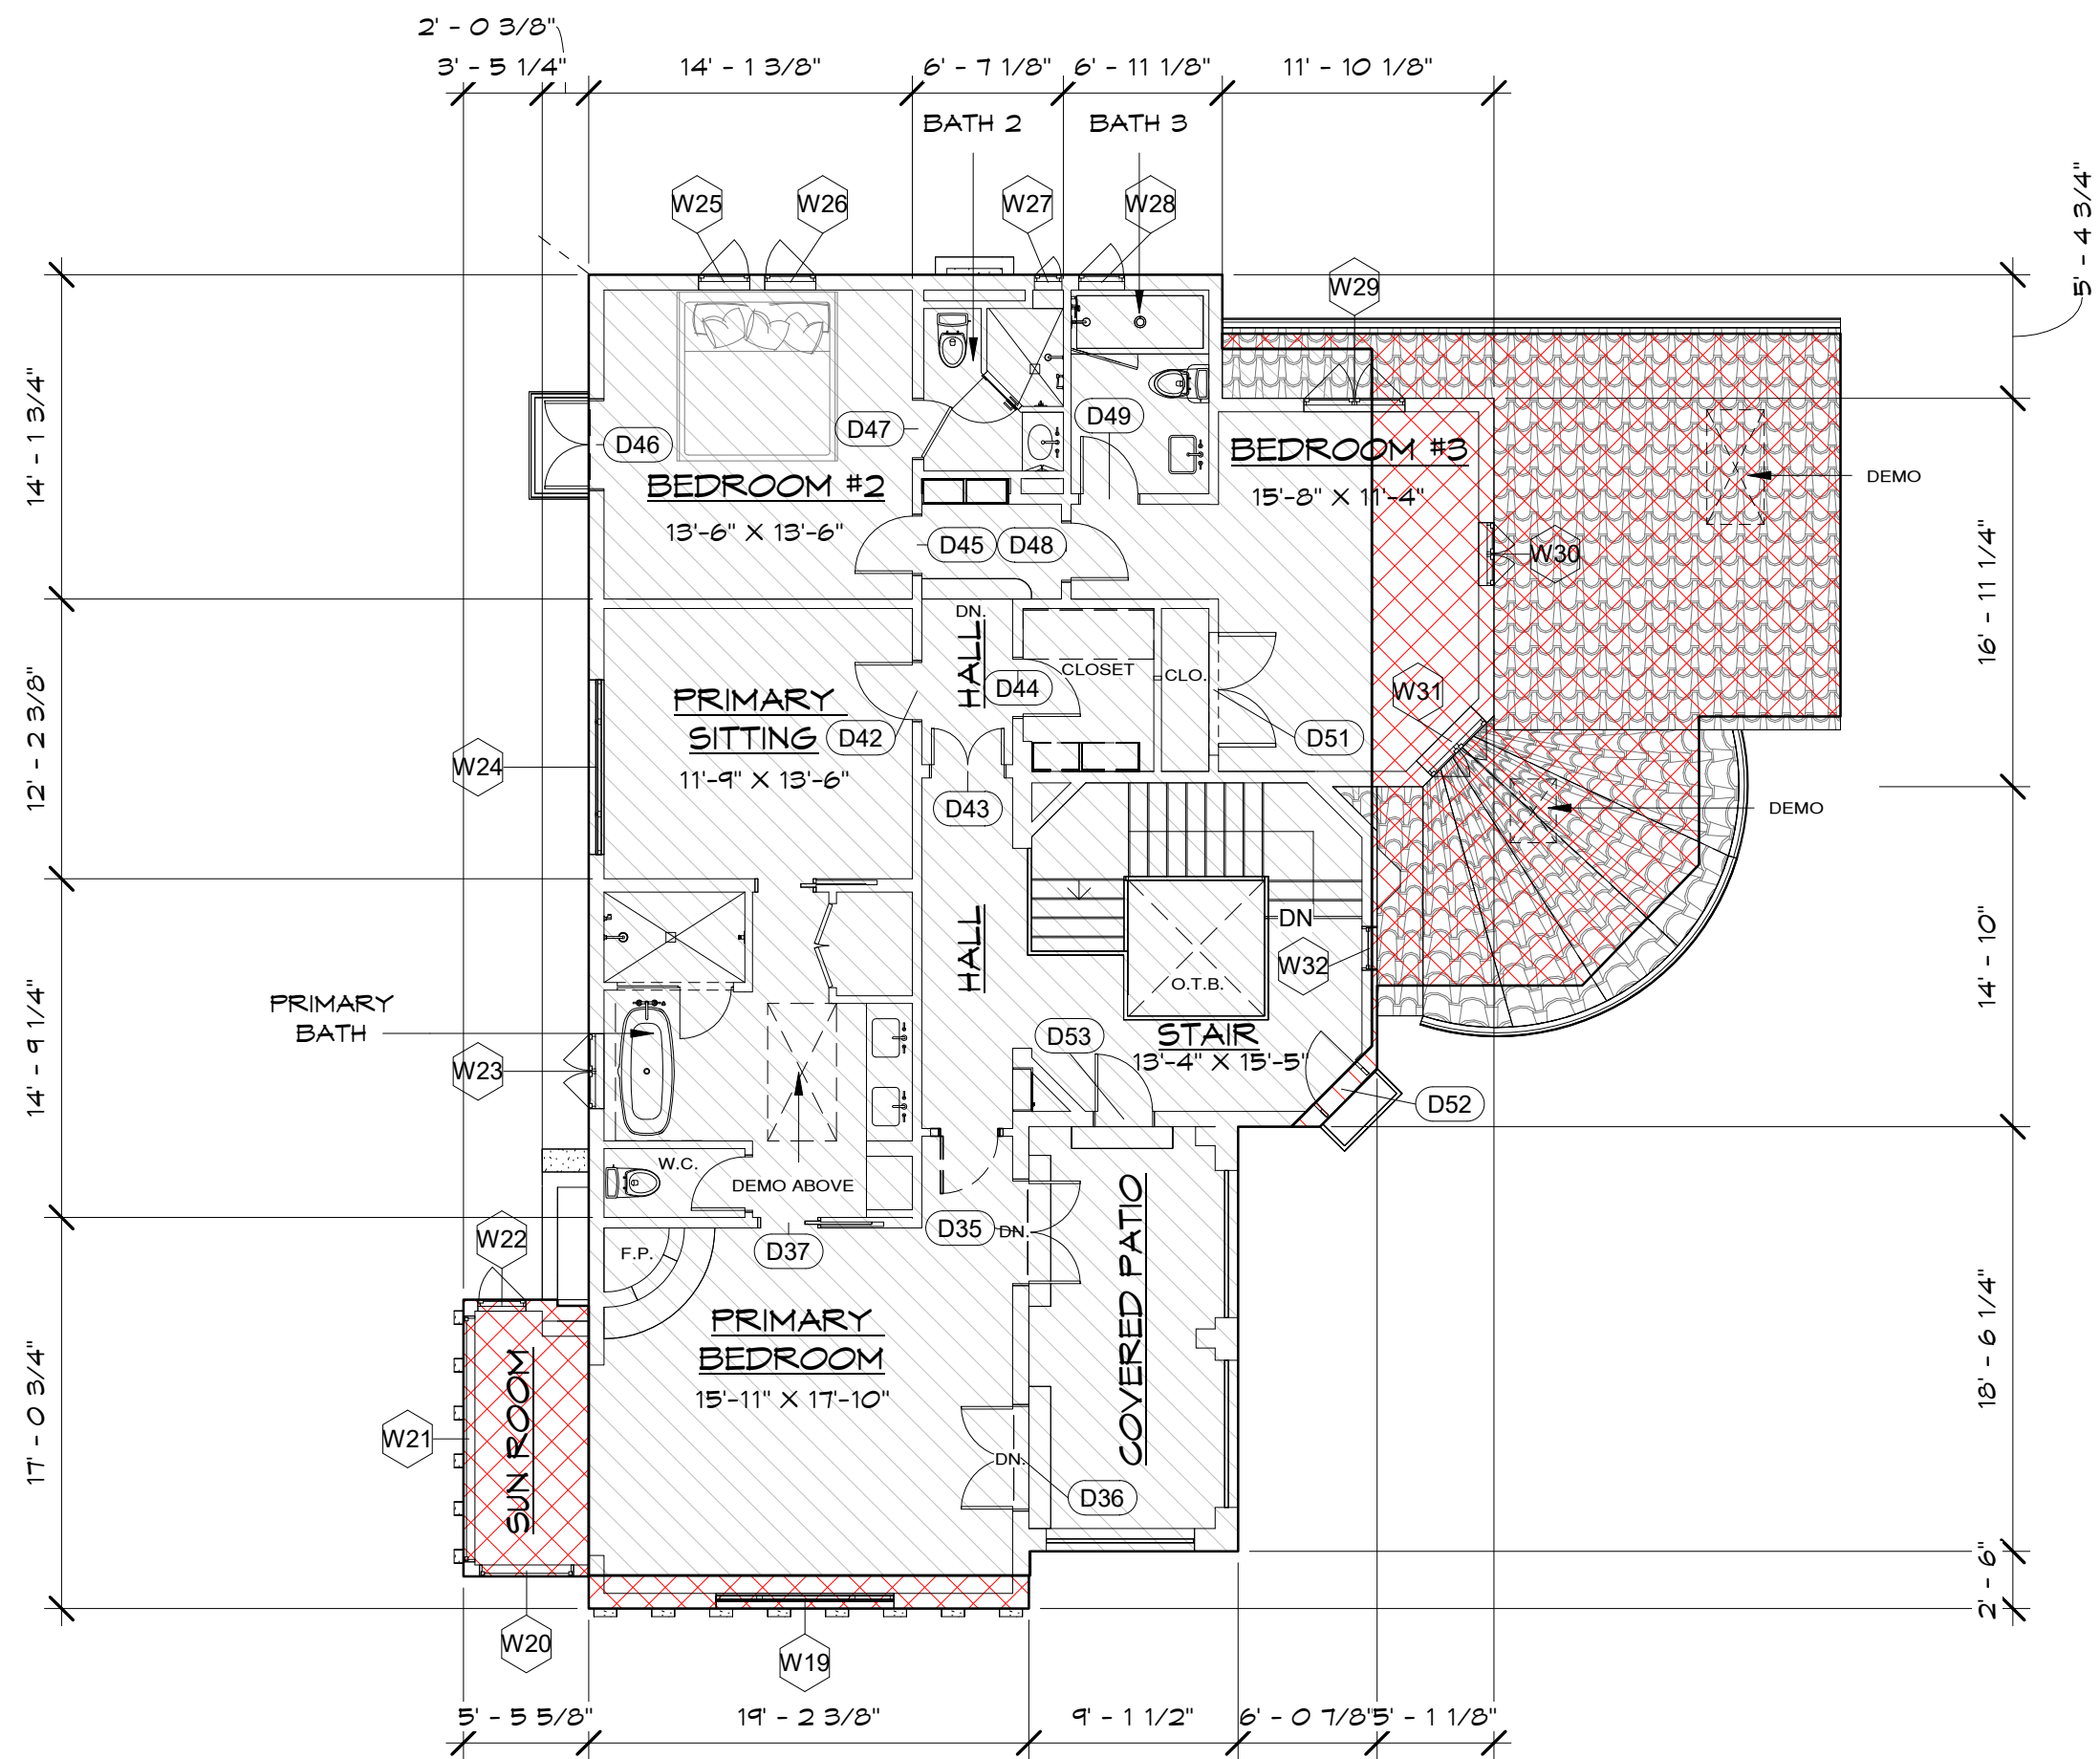 2' - 0 3/8"
3' - 5 1/4"
14' - 1 3/8"
6' - 7 1/8"
6' - 11 1/8"
11' - 10 1/8"
BATH 2
BATH 3
5' - 4 3/4"
W25
W26
W27
W28
W29
14' - 1 3/4"
D46
D47
D49
BEDROOM #2
13'-6" X 13'-6"
BEDROOM #3
15'-8" X 11'-4"
DEMO
D45
D48
W30
16' - 11 1/4"
DN.
HALL
CLOSET
CLO.
D44
W31
PRIMARY
SITTING
11'-9" X 13'-6"
D42
D51
12' - 2 3/8"
W24
D43
DEMO
HALL
DN
W32
O.T.B.
14' - 10"
PRIMARY
BATH
STAIR
13'-4" X 15'-5"
D53
W23
14' - 9 1/4"
D52
W.C.
DEMO ABOVE
W22
F.P.
D37
D35
DN.
COVERED PATIO
PRIMARY
BEDROOM
15'-11" X 17'-10"
18' - 6 1/4"
17' - 0 3/4"
W21
SUN ROOM
DN.
D36
2' - 6"
W20
W19
5' - 5 5/8"
19' - 2 3/8"
9' - 1 1/2"
6' - 0 7/8"
5' - 1 1/8"